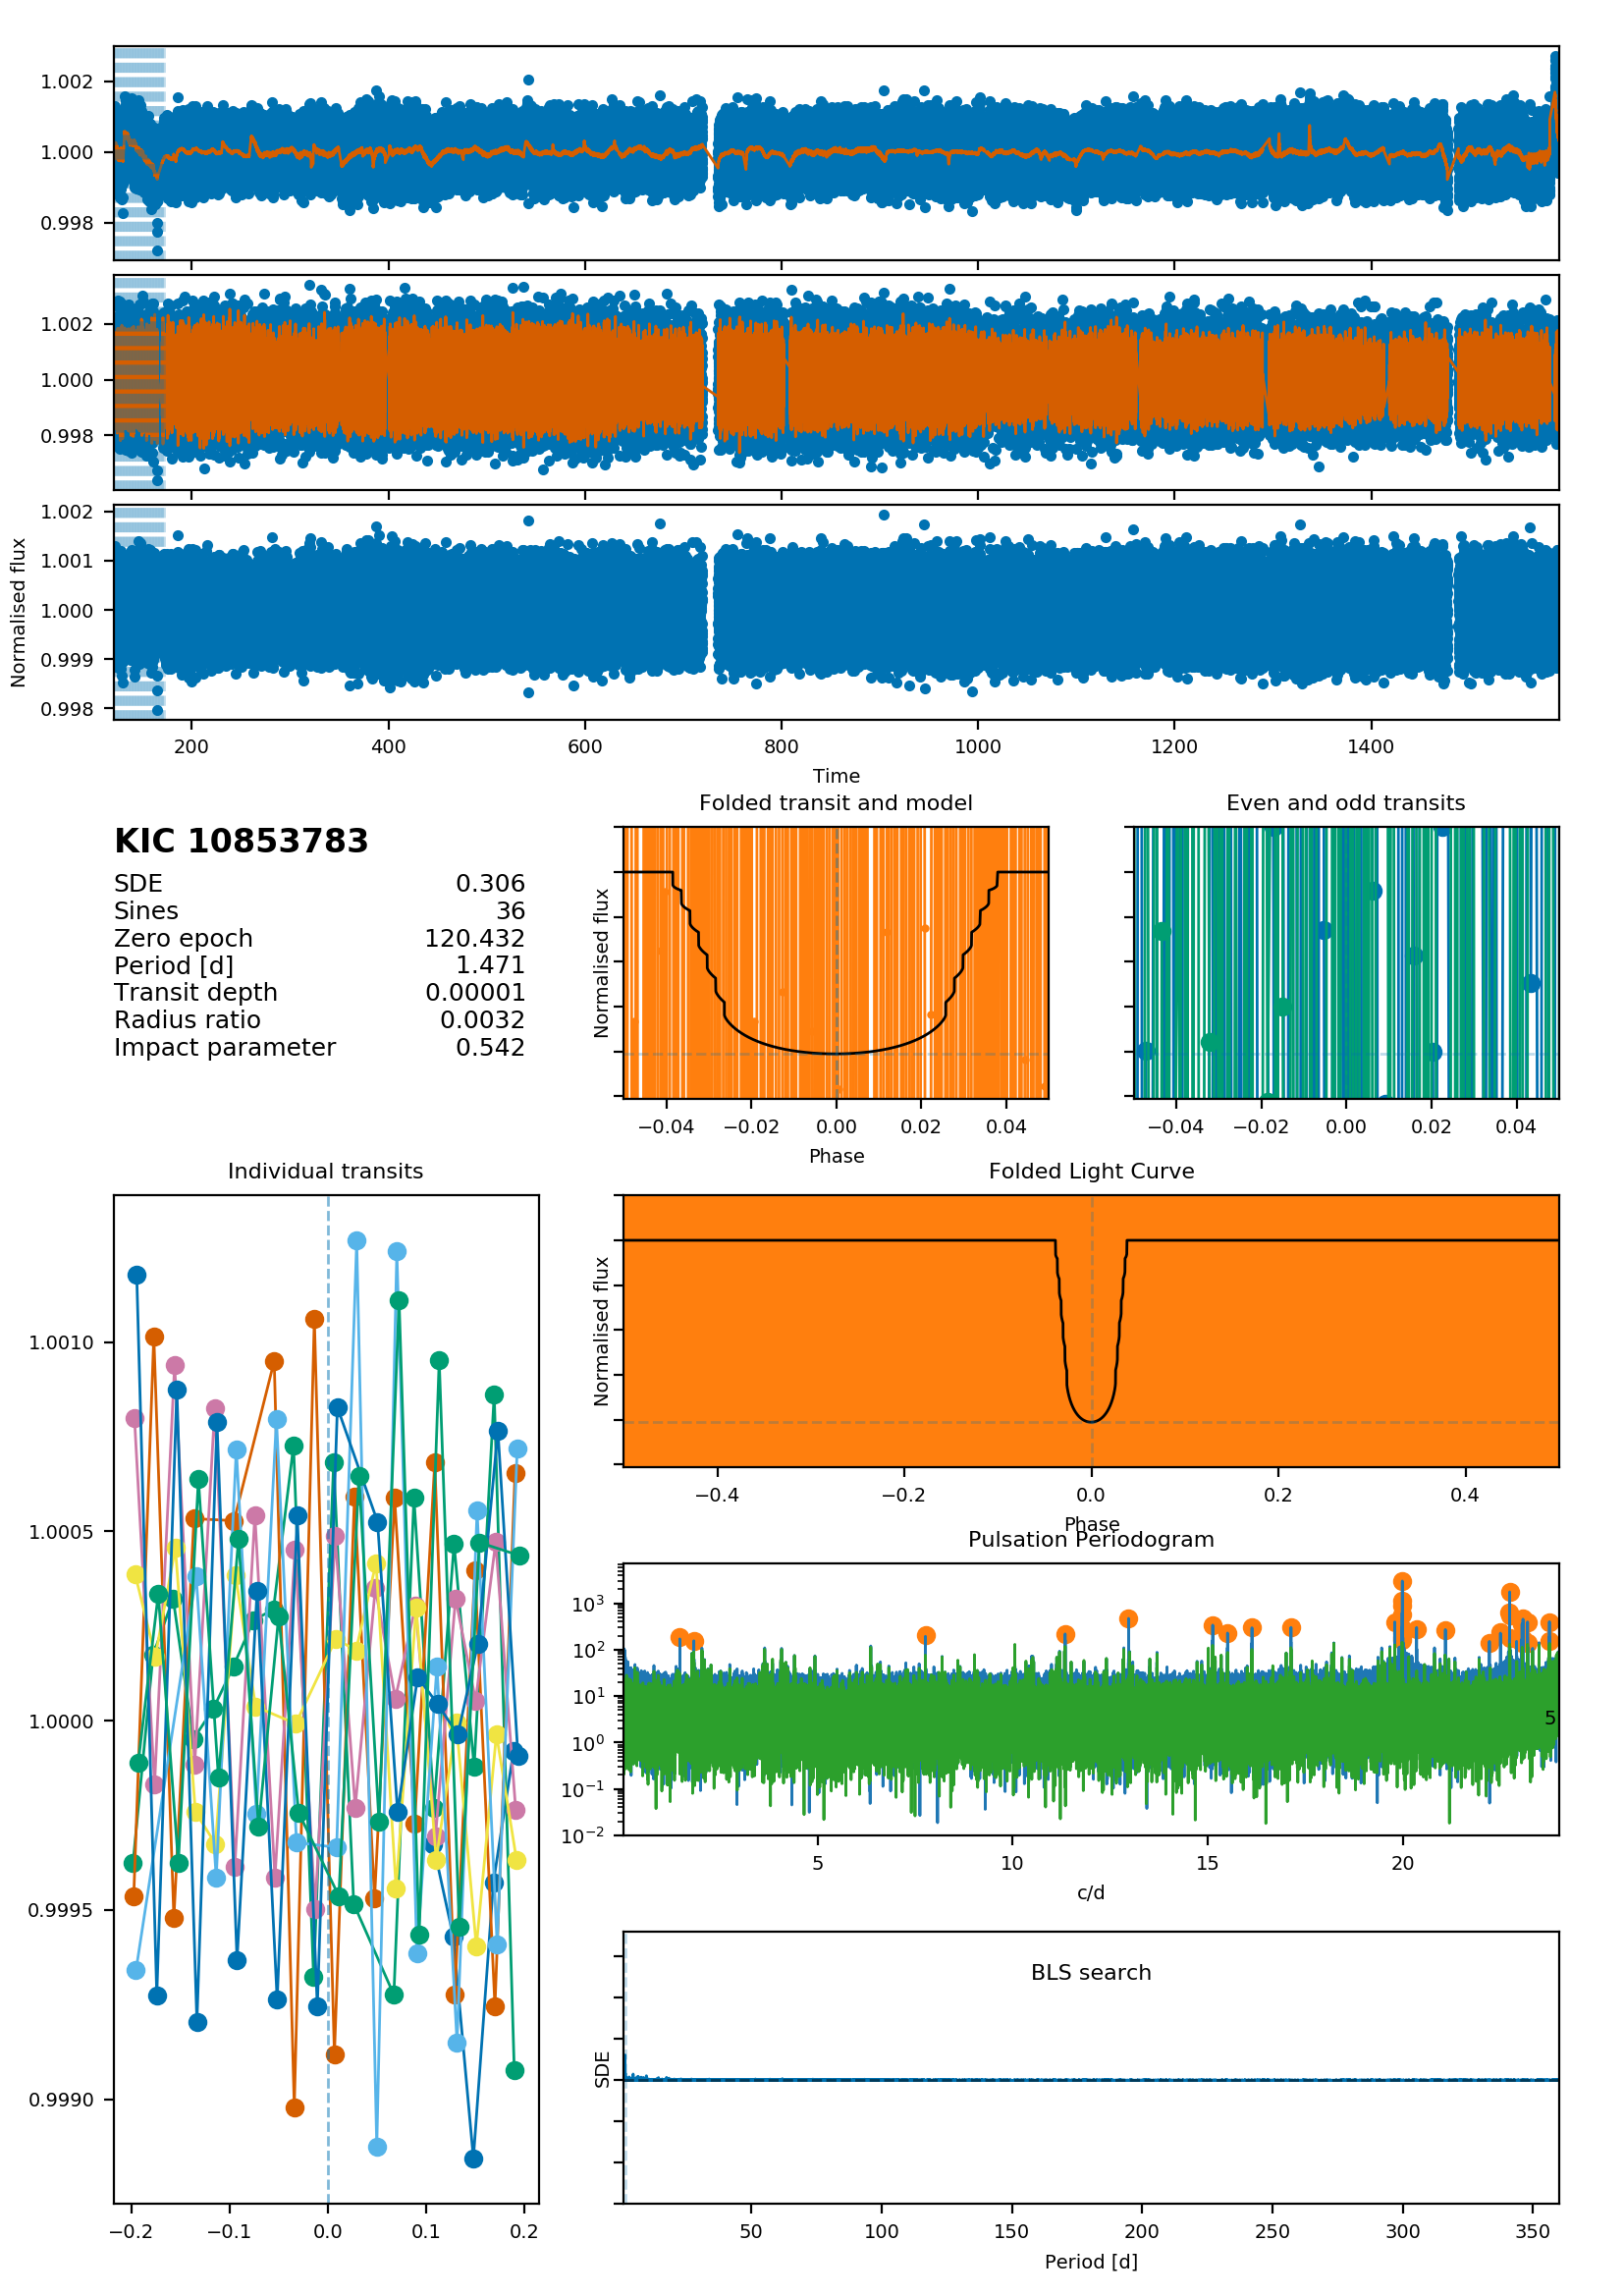 1.002
1.000
0.998
1.002
1.000
0.998
Normalised flux
1.002
1.001
1.000
0.999
0.998
200 400 600 800 1000 1200 1400
Time
KIC 10853783
SDE 0.306
Sines 36
Zero epoch 120.432
Period [d] 1.471
Transit depth 0.00001
Radius ratio 0.0032
Impact parameter 0.542
Folded transit and model
Normalised flux
−0.04 −0.02 0.00 0.02 0.04
Phase
Even and odd transits
−0.04 −0.02 0.00 0.02 0.04
Individual transits
1.0010
1.0005
1.0000
0.9995
0.9990
−0.2 −0.1 0.0 0.1 0.2
Folded Light Curve
Normalised flux
−0.4 −0.2 0.0 0.2 0.4
Phase
Pulsation Periodogram
10³
10²
10¹
10⁰
10⁻¹
10⁻²
5
5 10 15 20
c/d
BLS search
SDE
50 100 150 200 250 300 350
Period [d]